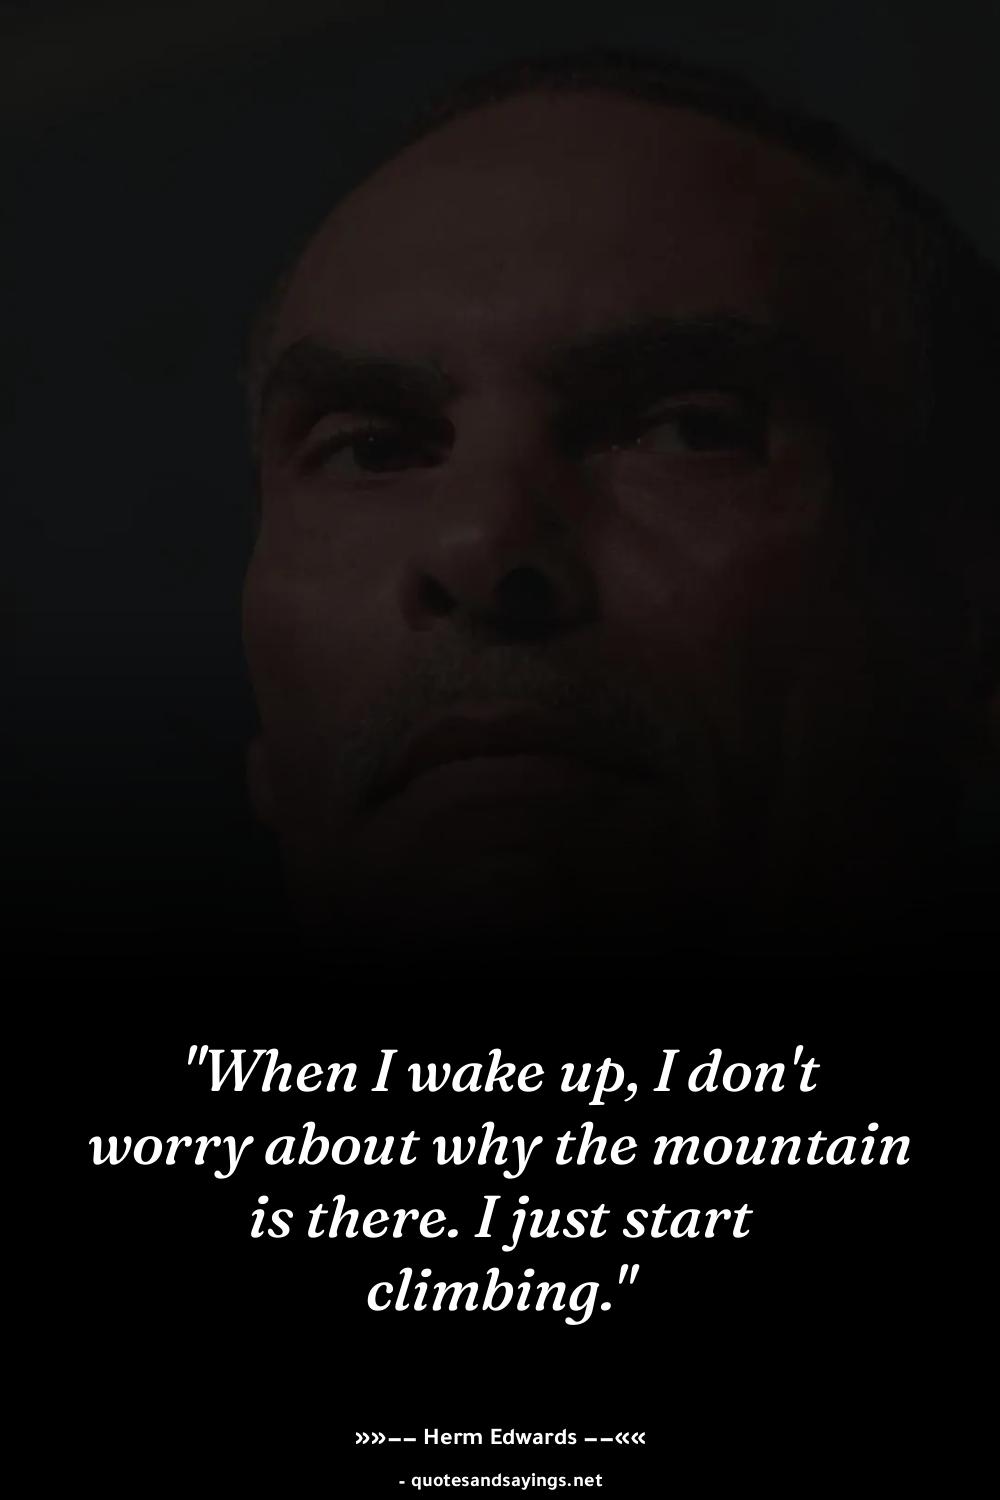 "When I wake up, I don't
worry about why the mountain
is there. I just start
climbing."
»»–– Herm Edwards ––««
- quotesandsayings.net